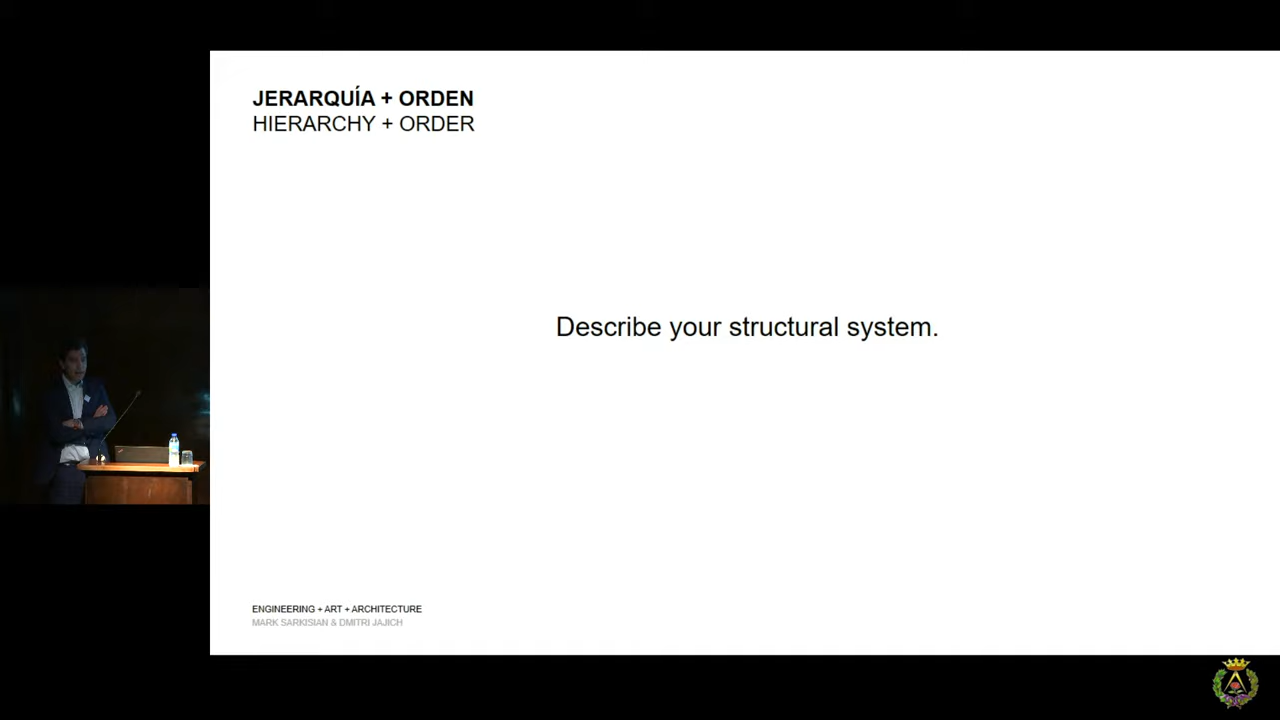 JERARQUÍA + ORDEN
HIERARCHY + ORDER
Describe your structural system.
ENGINEERING + ART + ARCHITECTURE
MARK SARKISIAN & DMITRI JAJICH